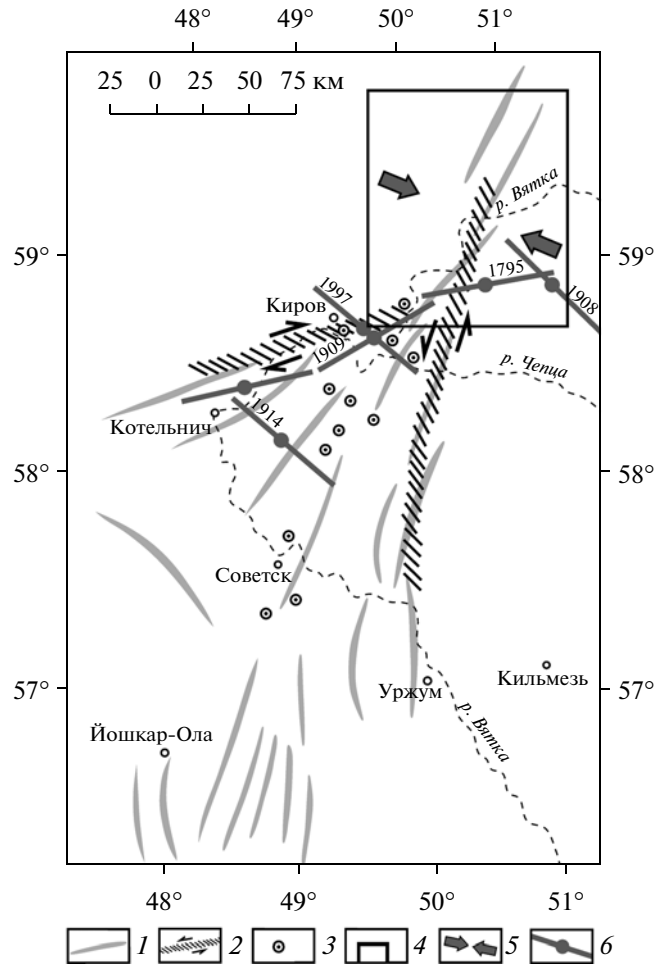 48° 49° 50° 51°
25 0 25 50 75 км
р. Вятка
59° 59°
1795
1997
1908
Киров
1909
р. Чепца
1914
Котельнич
58° 58°
Советск
57° 57°
Уржум
Кильмезь
р. Вятка
Йошкар-Ола
48° 49° 50° 51°
1 2 3 4 5 6